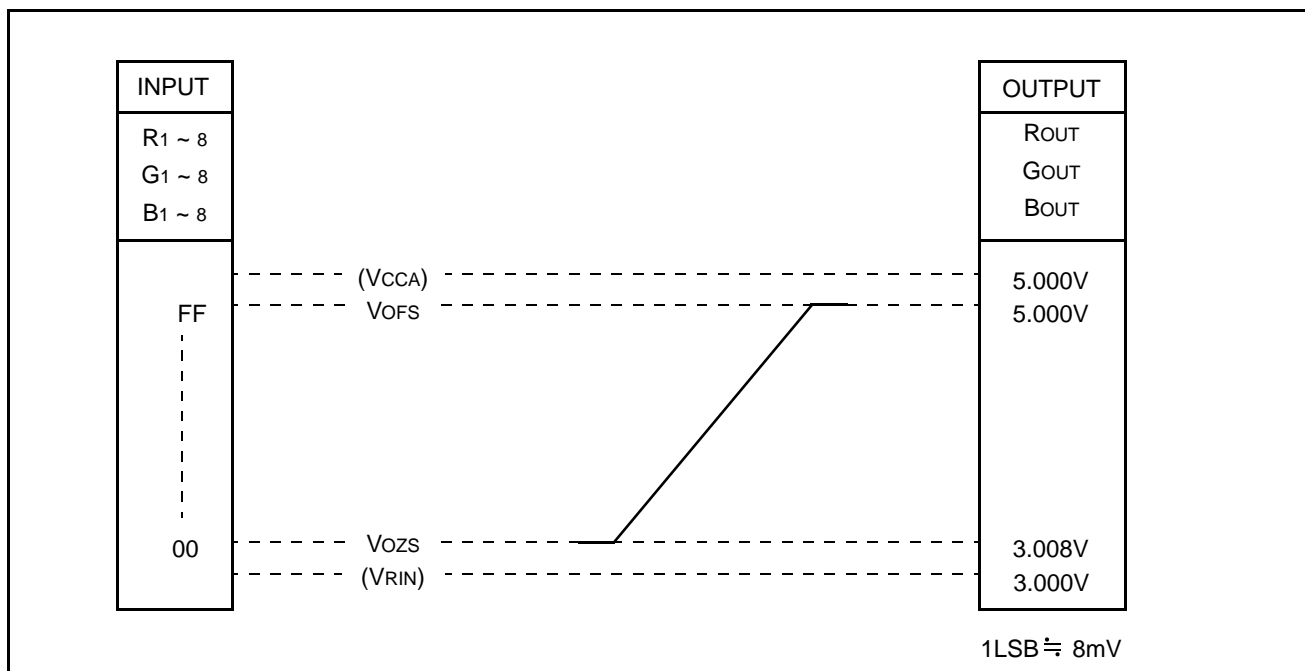 INPUT
OUTPUT
R1 ~ 8
G1 ~ 8
B1 ~ 8
ROUT
GOUT
BOUT
(VCCA)
5.000V
FF
VOFS
5.000V
00
VOZS
3.008V
(VRIN)
3.000V
1LSB ≒ 8mV